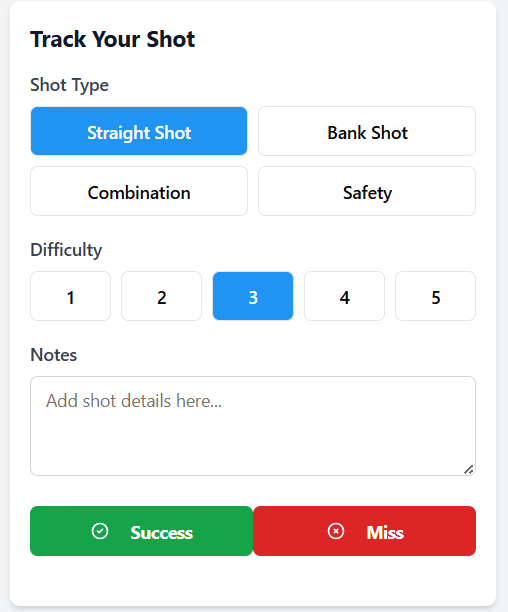 Track Your Shot
Shot Type
Straight Shot Bank Shot
Combination Safety
Difficulty
1 2 3 4 5
Notes
Add shot details here...
Success Miss